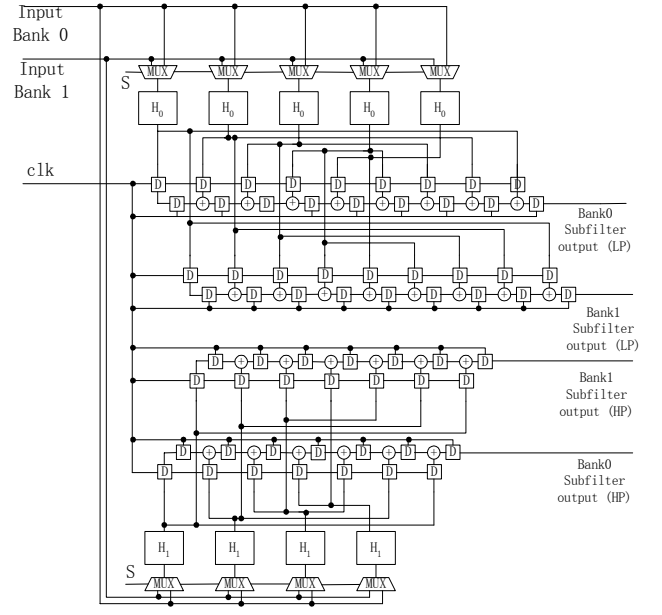 Input
Bank 0
Input
Bank 1
MUX MUX MUX MUX MUX
S
H₀ H₀ H₀ H₀ H₀
clk
D D D D D D D D D
D + D + D + D + D + D + D + D + D
Bank0
Subfilter
output (LP)
D D D D D D D D D
D + D + D + D + D + D + D + D + D
Bank1
Subfilter
output (LP)
D + D + D + D + D + D + D
D D D D D D D
Bank1
Subfilter
output (HP)
D + D + D + D + D + D + D
D D D D D D D
Bank0
Subfilter
output (HP)
H₁ H₁ H₁ H₁
S
MUX MUX MUX MUX